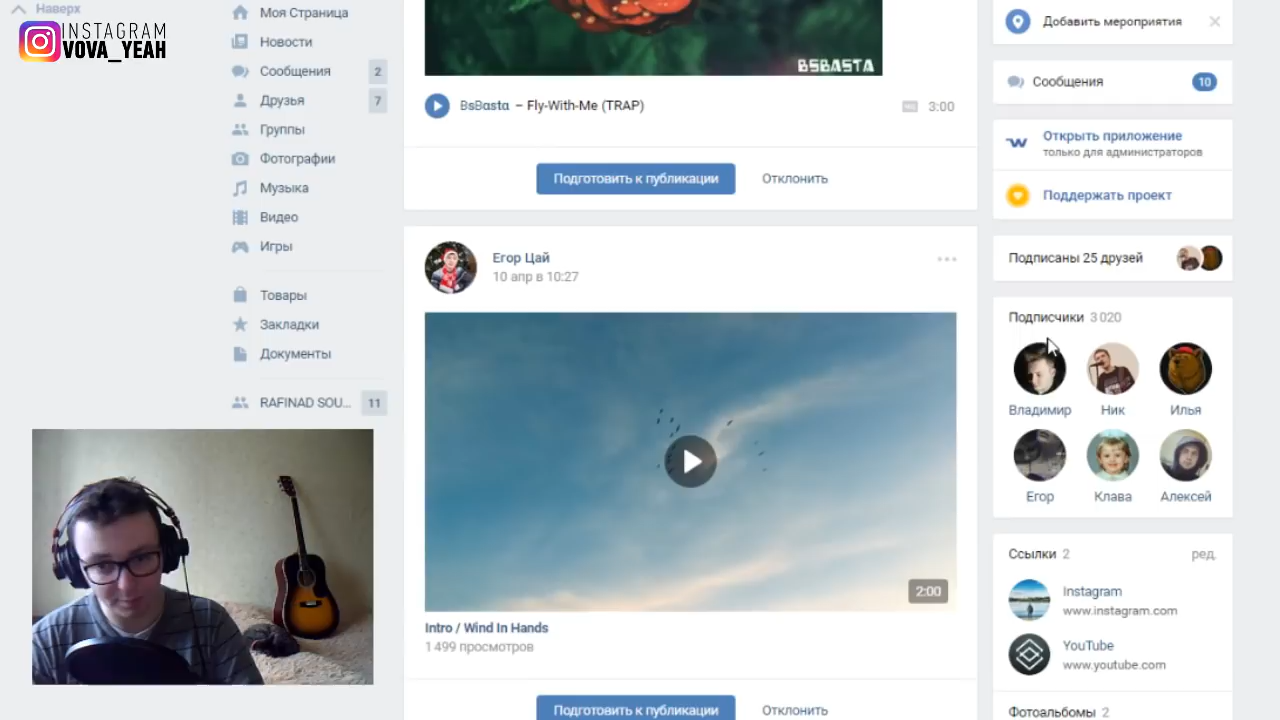 Наверх
INSTAGRAM
VOVA_YEAH
Моя Страница
Новости
Сообщения 2
Друзья 7
Группы
Фотографии
Музыка
Видео
Игры
Товары
Закладки
Документы
RAFINAD SOU... 11
BSBASTA
BsBasta – Fly-With-Me (TRAP) 3:00
Подготовить к публикации Отклонить
Егор Цай
10 апр в 10:27
2:00
Intro / Wind In Hands
1 499 просмотров
Подготовить к публикации Отклонить
Добавить мероприятия
Сообщения 10
Открыть приложение
только для администраторов
Поддержать проект
Подписаны 25 друзей
Подписчики 3 020
Владимир Ник Илья
Егор Клава Алексей
Ссылки 2 ред.
Instagram
www.instagram.com
YouTube
www.youtube.com
Фотоальбомы 2